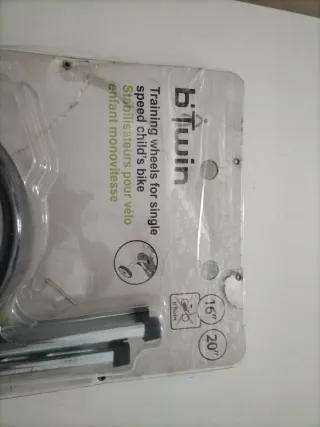 b'Twin
Training wheels for single
speed child's bike
Stabilisateurs pour vélo
enfant monovitesse
16"
20"